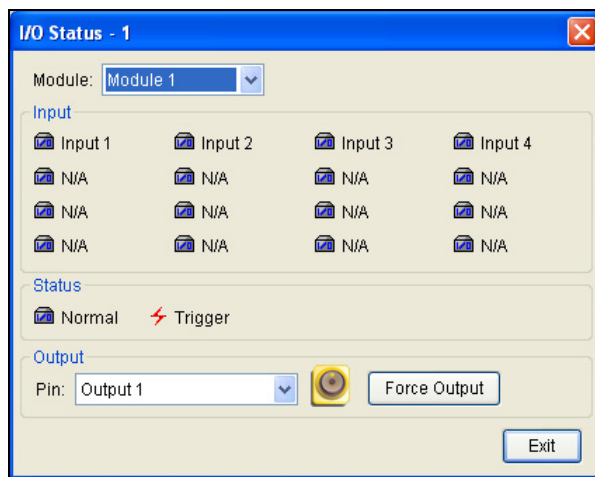 I/O Status - 1
Module: Module 1
Input
Input 1 Input 2 Input 3 Input 4
N/A N/A N/A N/A
N/A N/A N/A N/A
N/A N/A N/A N/A
Status
Normal Trigger
Output
Pin: Output 1 Force Output
Exit